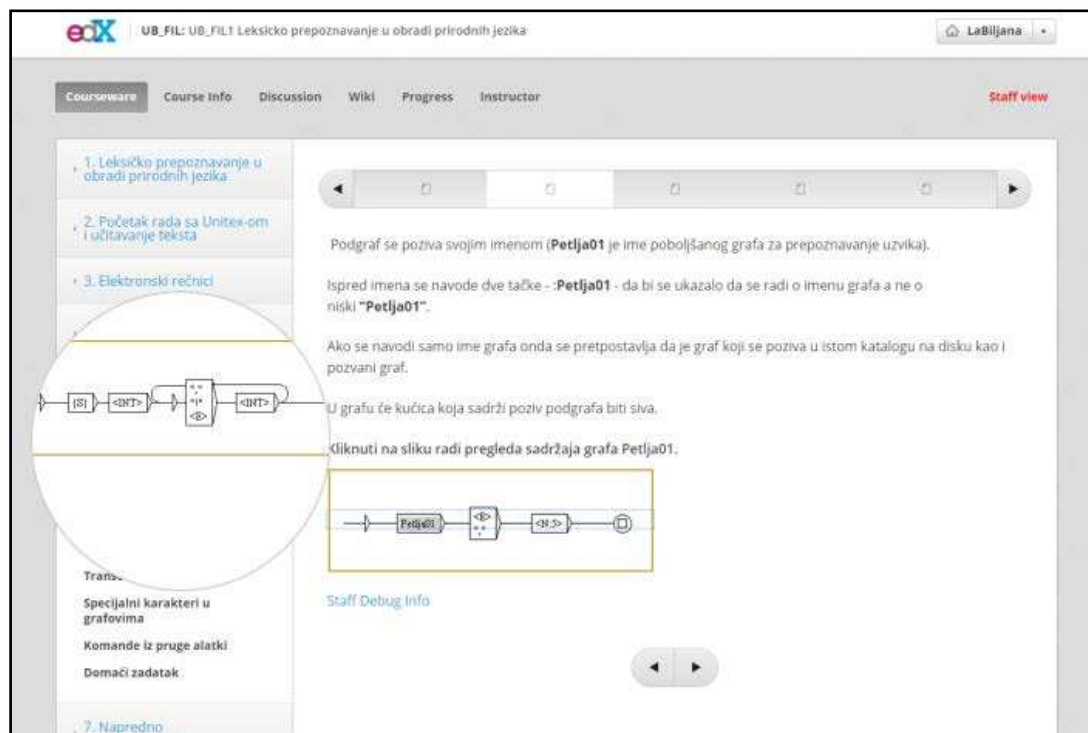 edX
UB_FIL: UB_FIL1 Leksičko prepoznavanje u obradi prirodnih jezika
LaBiljana
Courseware Course Info Discussion Wiki Progress Instructor
Staff view
1. Leksičko prepoznavanje u
obradi prirodnih jezika
2. Početak rada sa Unitex-om
i učitavanje teksta
3. Elektronski rečnici
{S} <INT> <E> <INT>
Specijalni karakteri u
grafovima
Komande iz pruge alatki
Domaći zadatak
7. Napredno
Podgraf se poziva svojim imenom (Petlja01 je ime poboljšanog grafa za prepoznavanje uzvika).
Ispred imena se navode dve tačke - :Petlja01 - da bi se ukazalo da se radi o imenu grafa a ne o
niski "Petlja01".
Ako se navodi samo ime grafa onda se pretpostavlja da je graf koji se poziva u istom katalogu na disku kao i
pozvani graf.
U grafu će kućica koja sadrži poziv podgrafa biti siva.
Kliknuti na sliku radi pregleda sadržaja grafa Petlja01.
Petlja01 <E>
Staff Debug Info